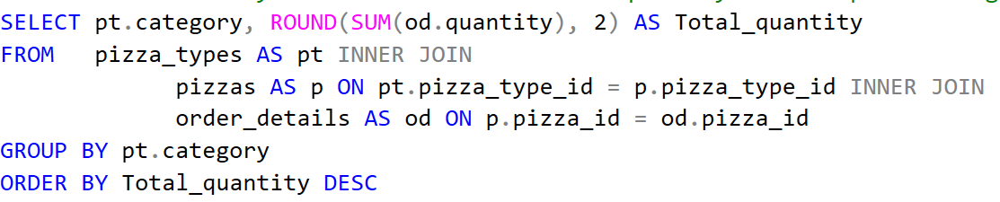 SELECT pt.category, ROUND(SUM(od.quantity), 2) AS Total_quantity
FROM pizza_types AS pt INNER JOIN
pizzas AS p ON pt.pizza_type_id = p.pizza_type_id INNER JOIN
order_details AS od ON p.pizza_id = od.pizza_id
GROUP BY pt.category
ORDER BY Total_quantity DESC